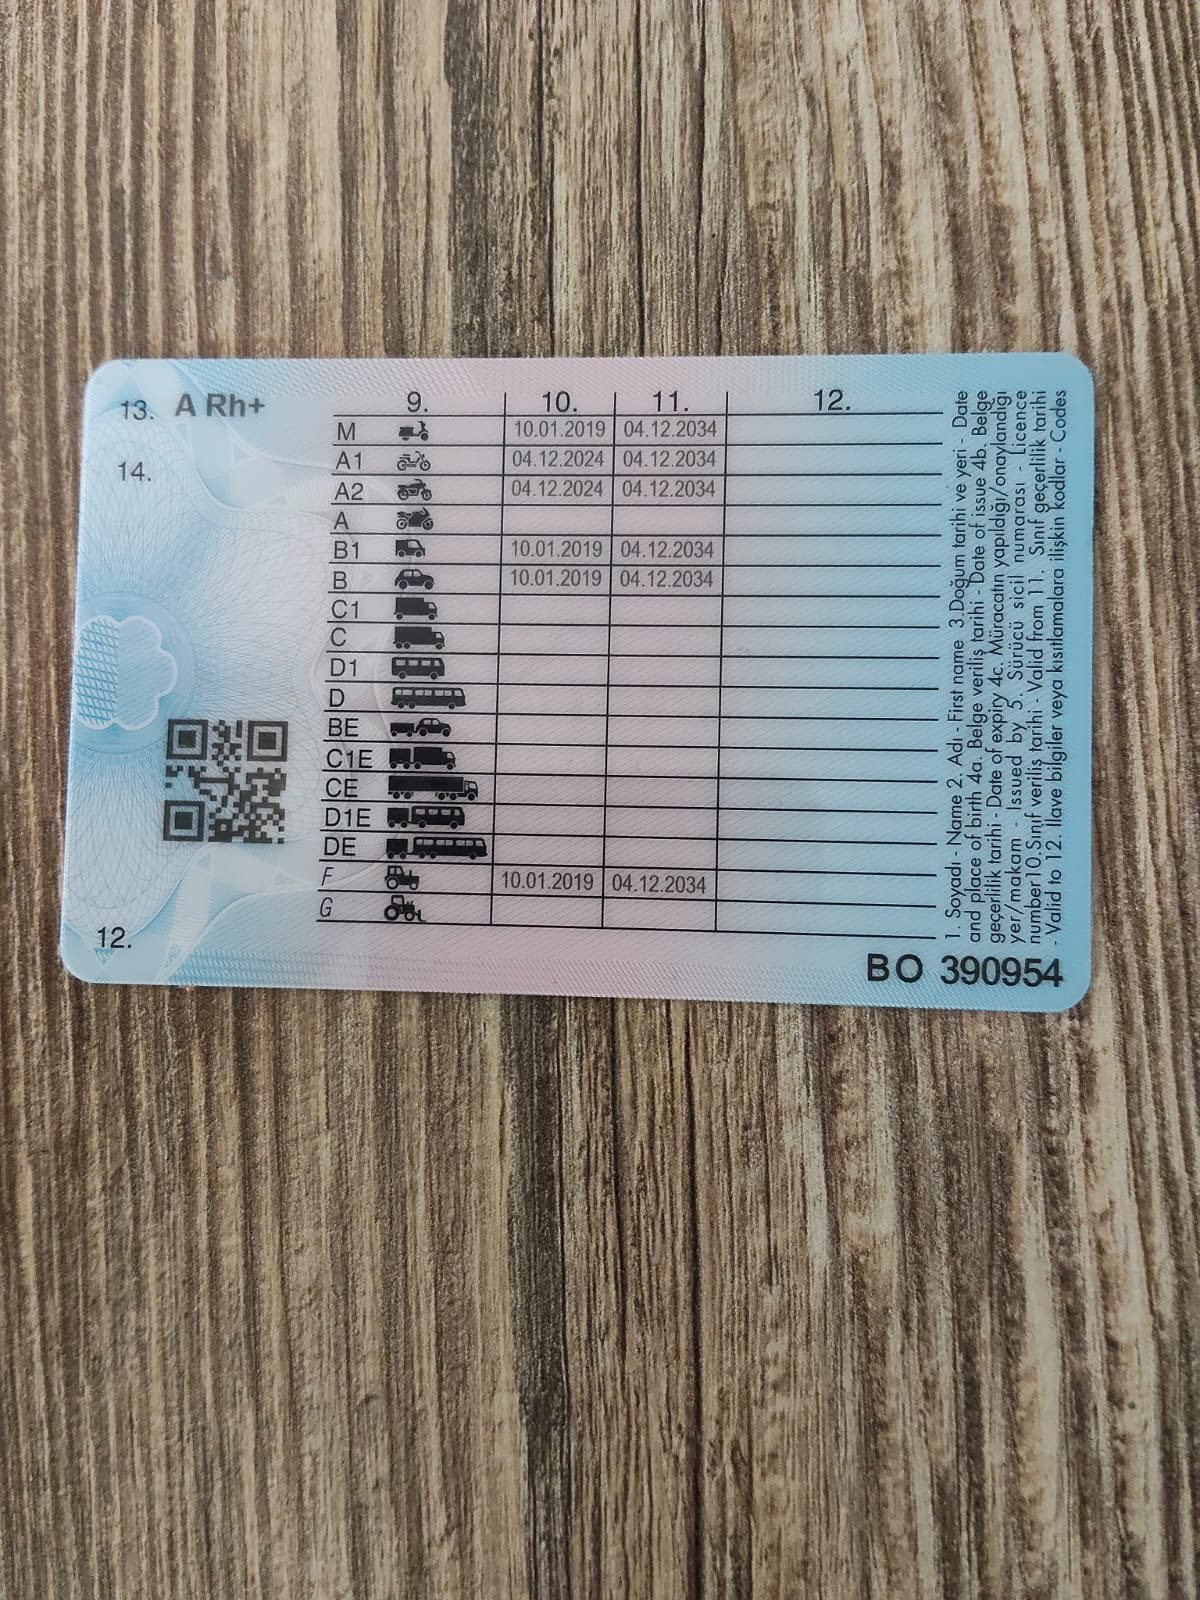 13. A Rh+
14.
12.
9. 10. 11. 12.
M 10.01.2019 04.12.2034
A1 04.12.2024 04.12.2034
A2 04.12.2024 04.12.2034
A
B1 10.01.2019 04.12.2034
B 10.01.2019 04.12.2034
C1
C
D1
D
BE
C1E
CE
D1E
DE
F 10.01.2019 04.12.2034
G
1. Soyadı - Name 2. Adı - First name 3.Doğum tarihi ve yeri - Date
and place of birth 4a. Belge veriliş tarihi - Date of issue 4b. Belge
geçerlilik tarihi - Date of expiry 4c. Müracatın yapıldığı/onaylandığı
yer/makam - Issued by 5. Sürücü sicil numarası - Licence
number10.Sınıf veriliş tarihi - Valid from 11. Sınıf geçerlilik tarihi
- Valid to 12. İlave bilgiler veya kısıtlamalara ilişkin kodlar - Codes
BO 390954